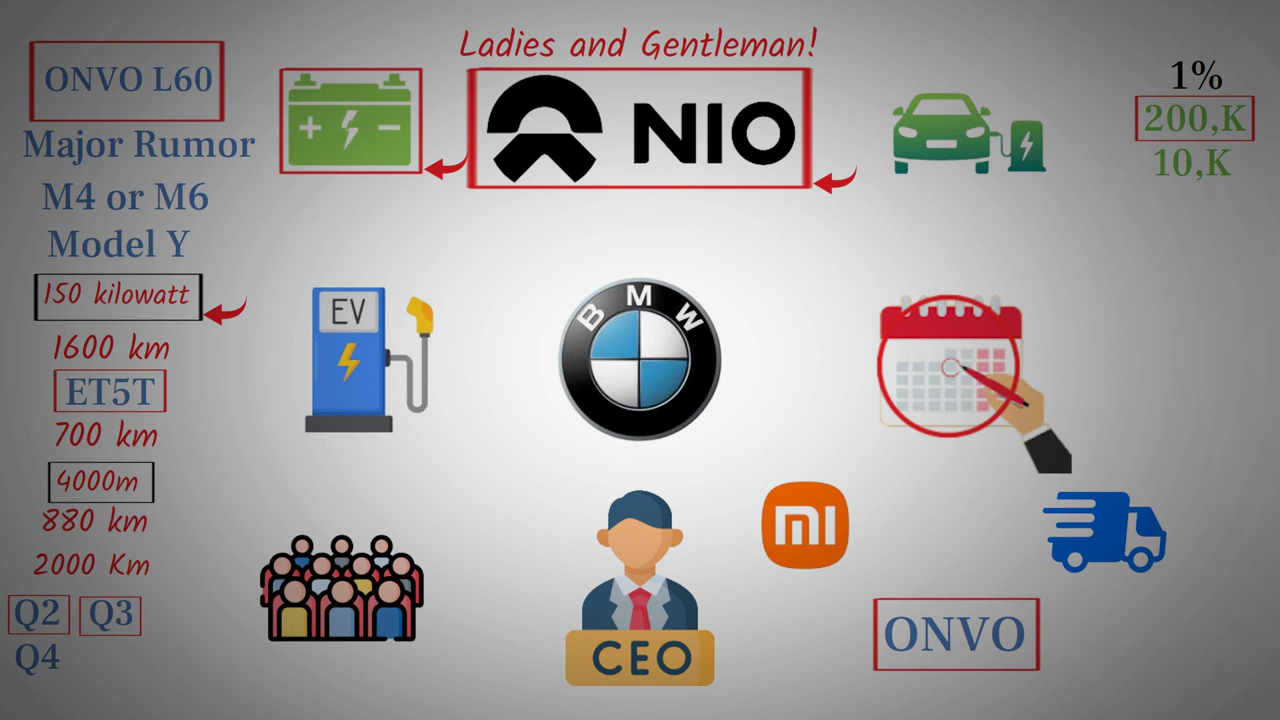 Ladies and Gentleman!
ONVO L60
Major Rumor
M4 or M6
Model Y
150 kilowatt
1600 km
ET5T
700 km
4000m
880 km
2000 Km
Q2 Q3
Q4
+ -
NIO
1%
200,K
10,K
EV
BMW
mi
CEO
ONVO